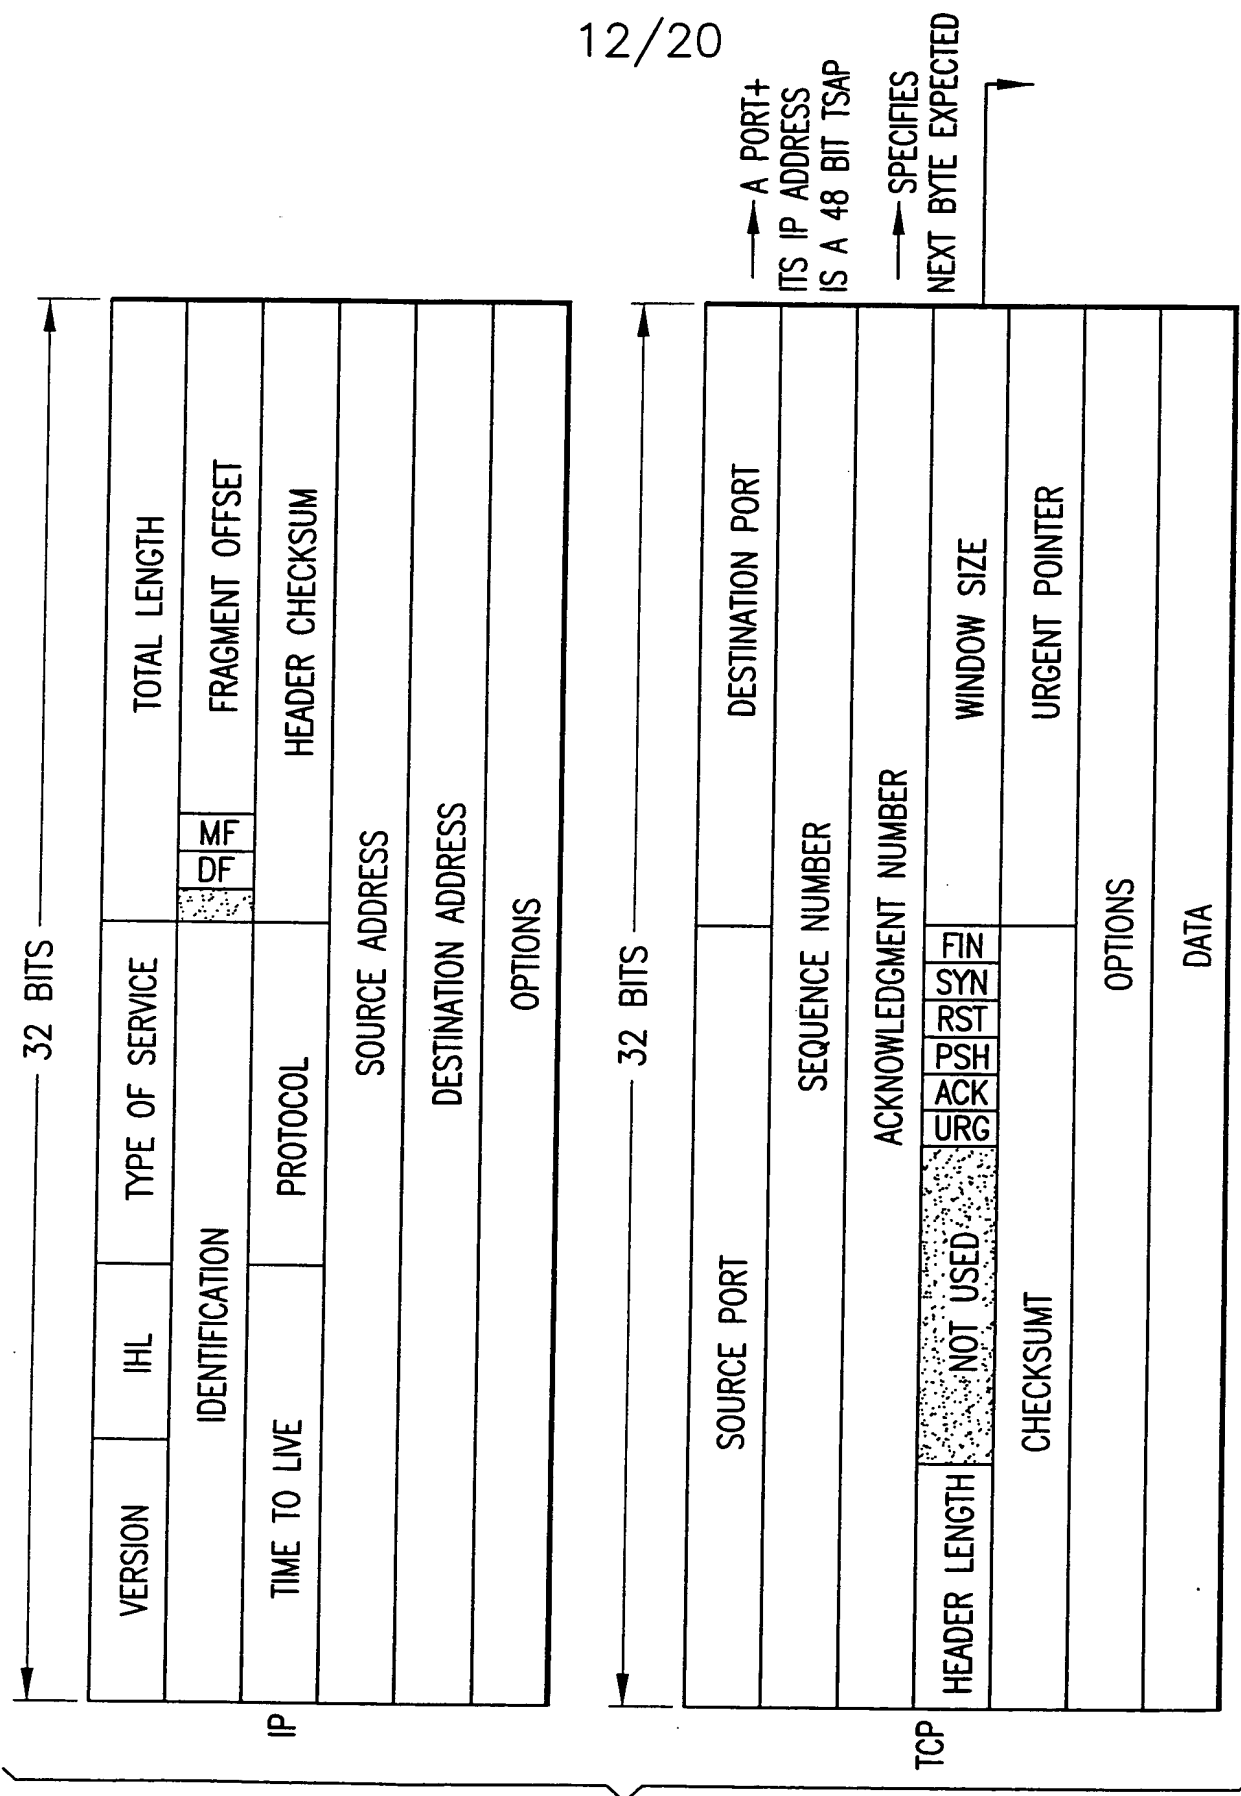 12/20
32 BITS
VERSION IHL TYPE OF SERVICE TOTAL LENGTH
IDENTIFICATION DF MF FRAGMENT OFFSET
IP
TIME TO LIVE PROTOCOL HEADER CHECKSUM
SOURCE ADDRESS
DESTINATION ADDRESS
OPTIONS
32 BITS
SOURCE PORT DESTINATION PORT
A PORT+
ITS IP ADDRESS
IS A 48 BIT TSAP
SEQUENCE NUMBER
ACKNOWLEDGMENT NUMBER
SPECIFIES
NEXT BYTE EXPECTED
TCP
HEADER LENGTH NOT USED URG ACK PSH RST SYN FIN WINDOW SIZE
CHECKSUMT URGENT POINTER
OPTIONS
DATA